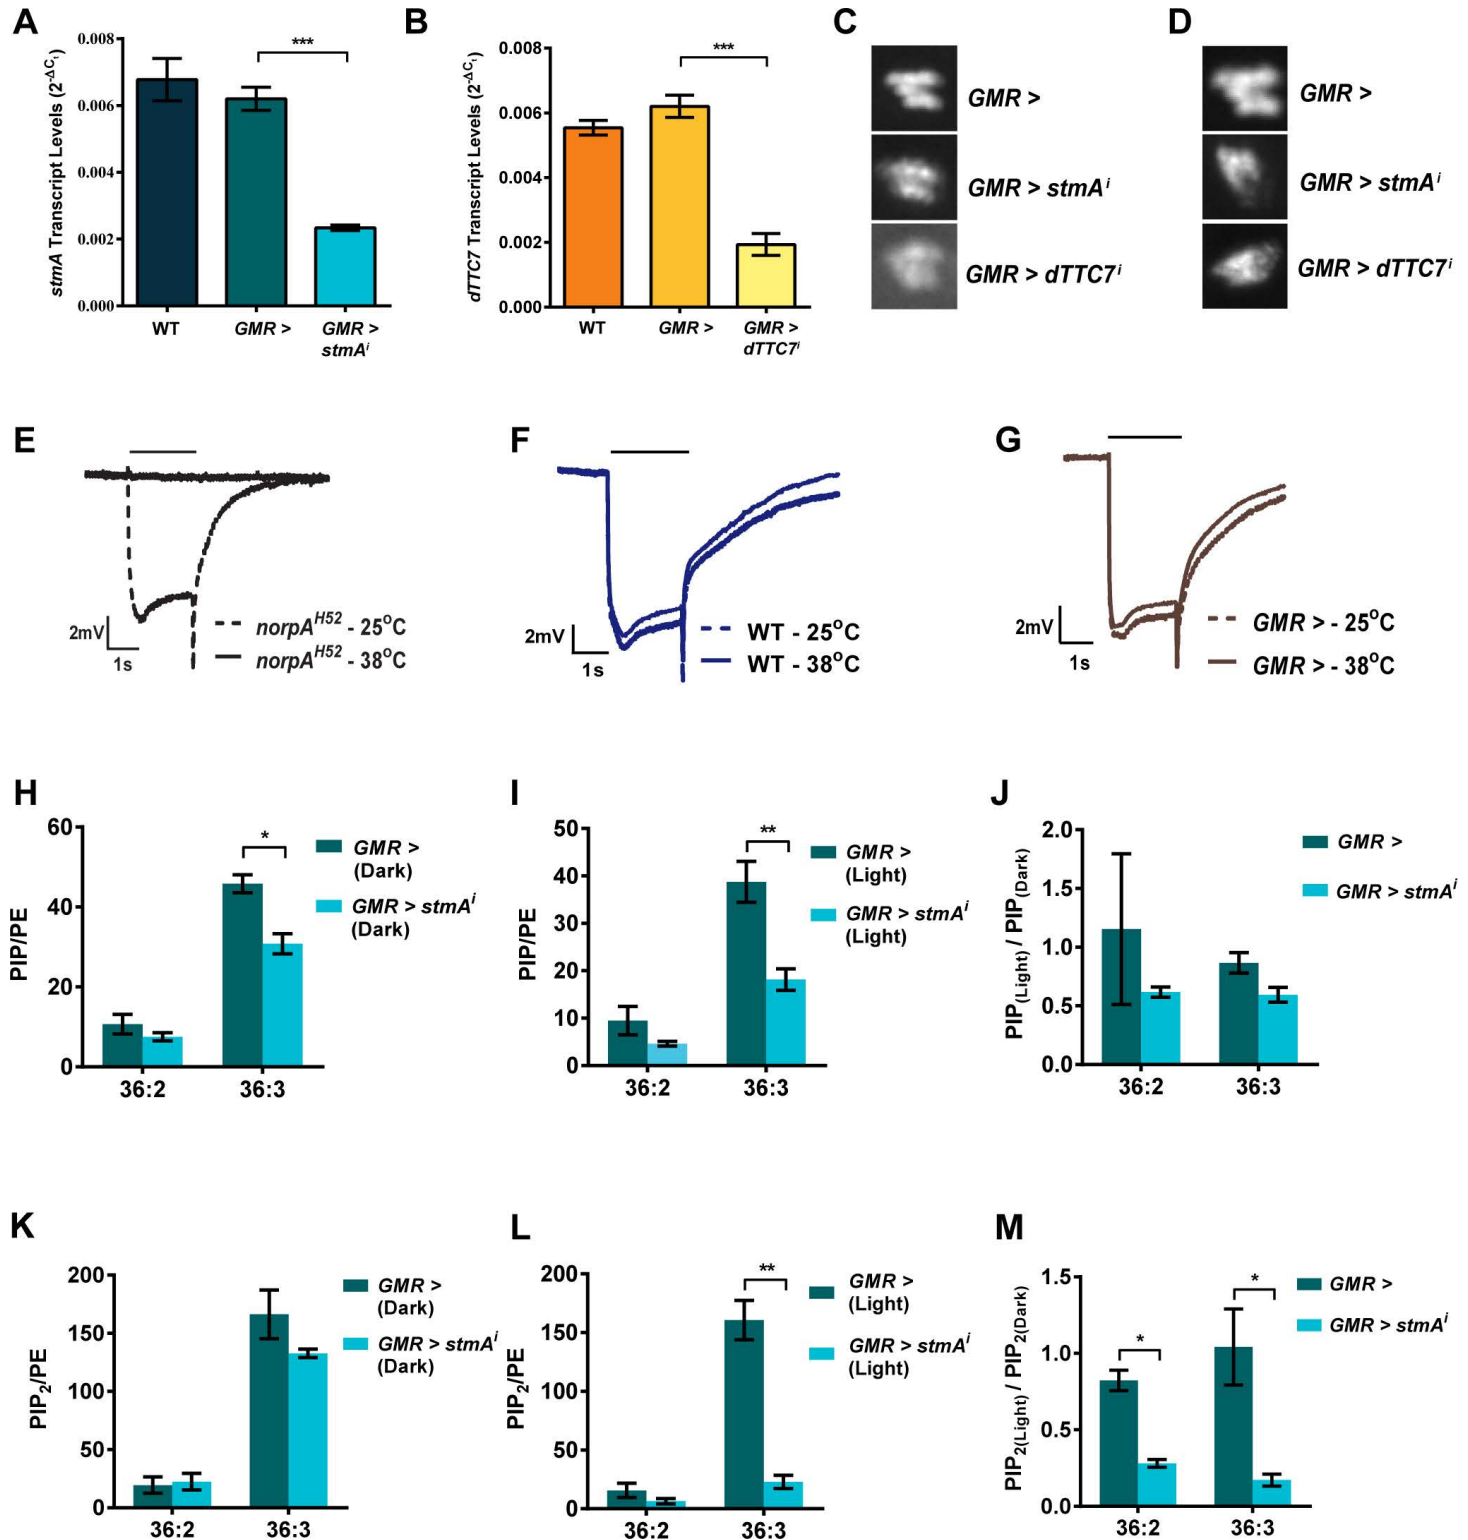 A
stmA Transcript Levels (2^-ΔCt)
0.008
0.006
0.004
0.002
0.000
***
WT
GMR >
GMR >
stmA^i
B
dTTC7 Transcript Levels (2^-ΔCt)
0.008
0.006
0.004
0.002
0.000
***
WT
GMR >
GMR >
dTTC7^i
C
GMR >
GMR > stmA^i
GMR > dTTC7^i
D
GMR >
GMR > stmA^i
GMR > dTTC7^i
E
2mV
1s
norpA^H52 - 25°C
norpA^H52 - 38°C
F
2mV
1s
WT - 25°C
WT - 38°C
G
2mV
1s
GMR > - 25°C
GMR > - 38°C
H
PIP/PE
60
40
20
0
*
36:2
36:3
GMR >
(Dark)
GMR > stmA^i
(Dark)
I
PIP/PE
50
40
30
20
10
0
**
36:2
36:3
GMR >
(Light)
GMR > stmA^i
(Light)
J
PIP(Light) / PIP(Dark)
2.0
1.5
1.0
0.5
0.0
36:2
36:3
GMR >
GMR > stmA^i
K
PIP₂/PE
200
150
100
50
0
36:2
36:3
GMR >
(Dark)
GMR > stmA^i
(Dark)
L
PIP₂/PE
200
150
100
50
0
**
36:2
36:3
GMR >
(Light)
GMR > stmA^i
(Light)
M
PIP₂(Light) / PIP₂(Dark)
1.5
1.0
0.5
0.0
*
*
36:2
36:3
GMR >
GMR > stmA^i